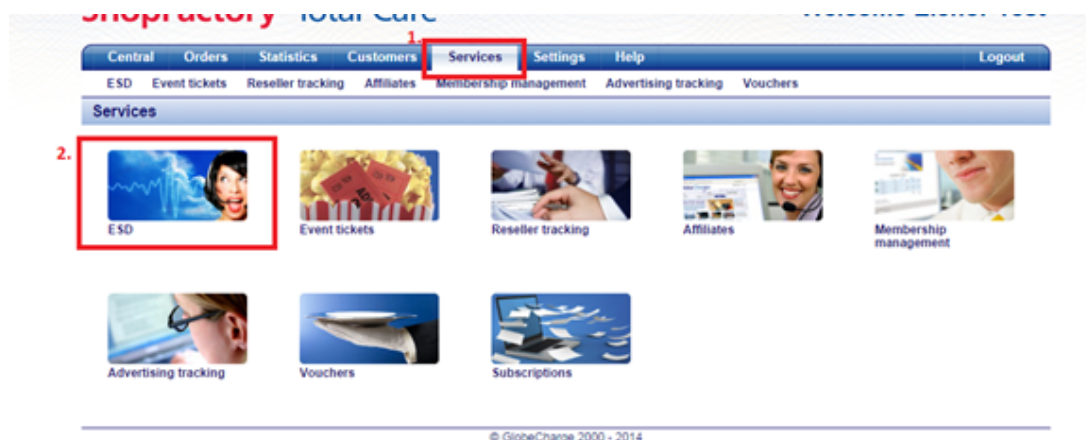 ShopFactory Total Care
1.
Central Orders Statistics Customers Services Settings Help Logout
ESD Event tickets Reseller tracking Affiliates Membership management Advertising tracking Vouchers
Services
2.
ESD Event tickets Reseller tracking Affiliates Membership
management
Advertising tracking Vouchers Subscriptions
© GlobeCharge 2000 - 2014